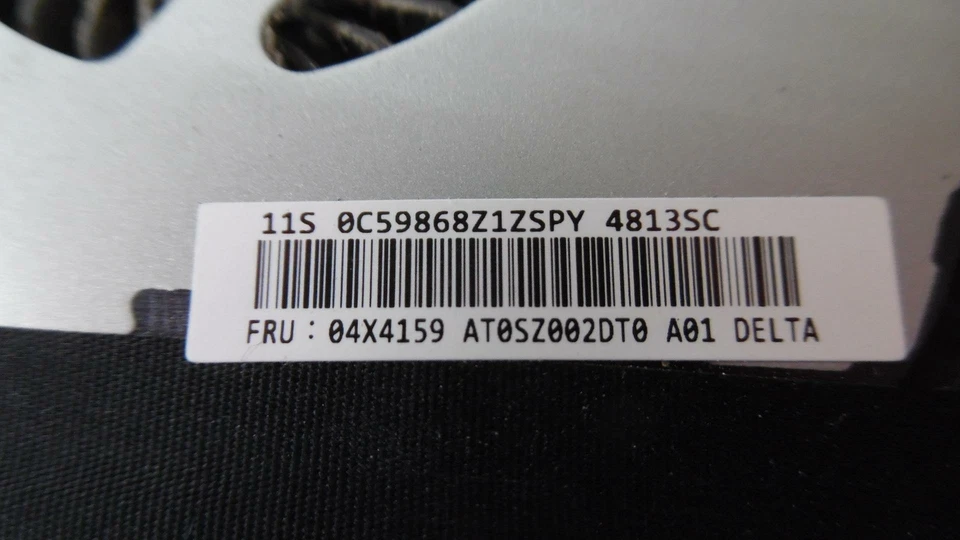 11S 0C59868Z1ZSPY 4813SC
FRU : 04X4159 AT0SZ002DT0 A01 DELTA